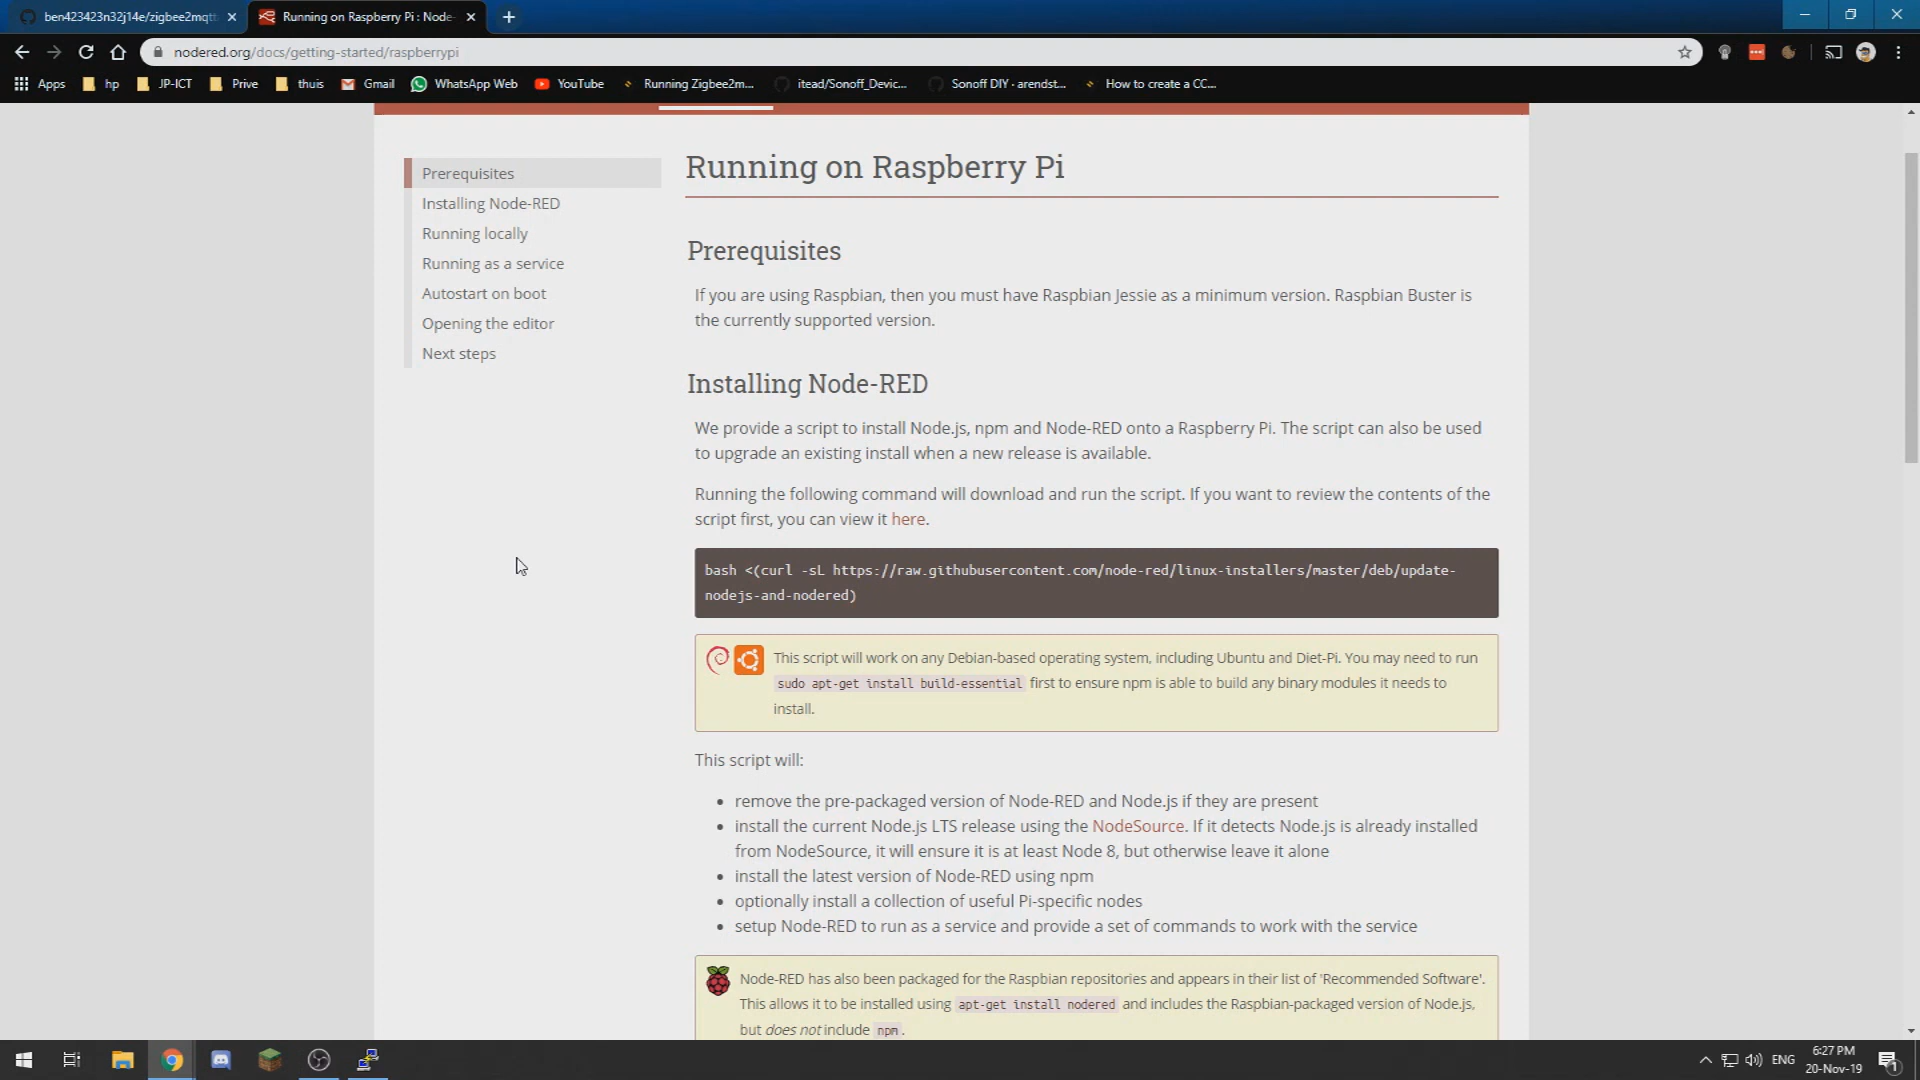 ben423423n32j14e/zigbee2mqtt
Running on Raspberry Pi : Node-
nodered.org/docs/getting-started/raspberrypi
Apps
hp
JP-ICT
Prive
thuis
Gmail
WhatsApp Web
YouTube
Running Zigbee2m...
itead/Sonoff_Devic...
Sonoff DIY · arendst...
How to create a CC...
Prerequisites
Installing Node-RED
Running locally
Running as a service
Autostart on boot
Opening the editor
Next steps
Running on Raspberry Pi
Prerequisites
If you are using Raspbian, then you must have Raspbian Jessie as a minimum version. Raspbian Buster is
the currently supported version.
Installing Node-RED
We provide a script to install Node.js, npm and Node-RED onto a Raspberry Pi. The script can also be used
to upgrade an existing install when a new release is available.
Running the following command will download and run the script. If you want to review the contents of the
script first, you can view it here.
bash <(curl -sL https://raw.githubusercontent.com/node-red/linux-installers/master/deb/update-
nodejs-and-nodered)
This script will work on any Debian-based operating system, including Ubuntu and Diet-Pi. You may need to run
sudo apt-get install build-essential first to ensure npm is able to build any binary modules it needs to
install.
This script will:
• remove the pre-packaged version of Node-RED and Node.js if they are present
• install the current Node.js LTS release using the NodeSource. If it detects Node.js is already installed
from NodeSource, it will ensure it is at least Node 8, but otherwise leave it alone
• install the latest version of Node-RED using npm
• optionally install a collection of useful Pi-specific nodes
• setup Node-RED to run as a service and provide a set of commands to work with the service
Node-RED has also been packaged for the Raspbian repositories and appears in their list of 'Recommended Software'.
This allows it to be installed using apt-get install nodered and includes the Raspbian-packaged version of Node.js,
but does not include npm.
ENG
6:27 PM
20-Nov-19
1